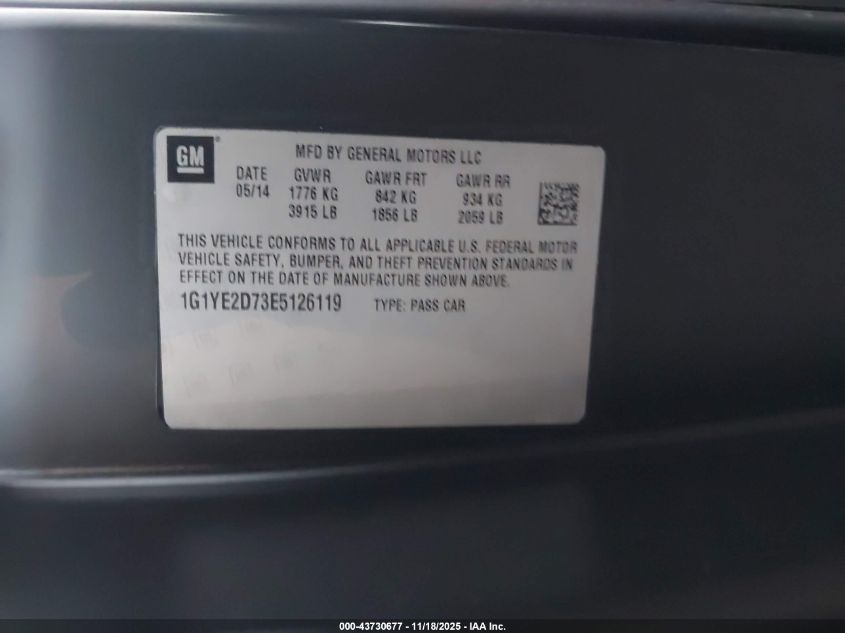 GM
MFD BY GENERAL MOTORS LLC
DATE GVWR GAWR FRT GAWR RR
05/14 1776 KG 842 KG 934 KG
3915 LB 1856 LB 2059 LB
THIS VEHICLE CONFORMS TO ALL APPLICABLE U.S. FEDERAL MOTOR
VEHICLE SAFETY, BUMPER, AND THEFT PREVENTION STANDARDS IN
EFFECT ON THE DATE OF MANUFACTURE SHOWN ABOVE.
1G1YE2D73E5126119 TYPE: PASS CAR
000-43730677 - 11/18/2025 - IAA Inc.